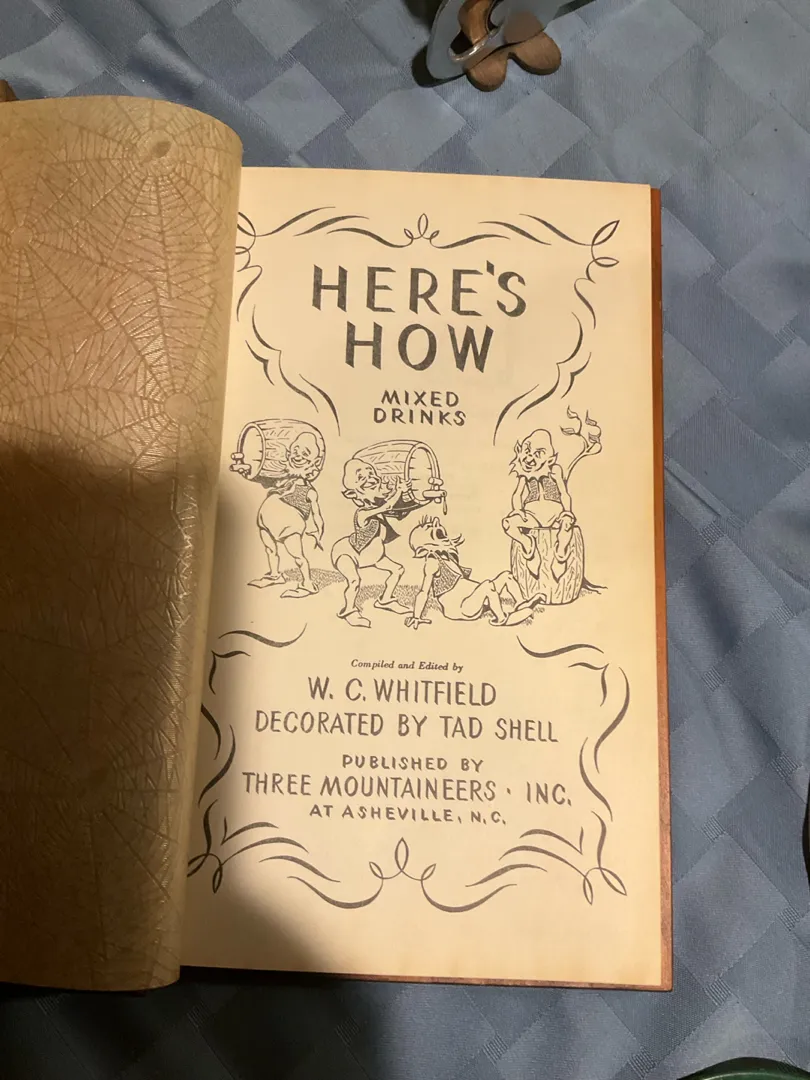 HERE'S
HOW
MIXED
DRINKS
Compiled and Edited by
W. C. WHITFIELD
DECORATED BY TAD SHELL
PUBLISHED BY
THREE MOUNTAINEERS · INC.
AT ASHEVILLE, N.C.